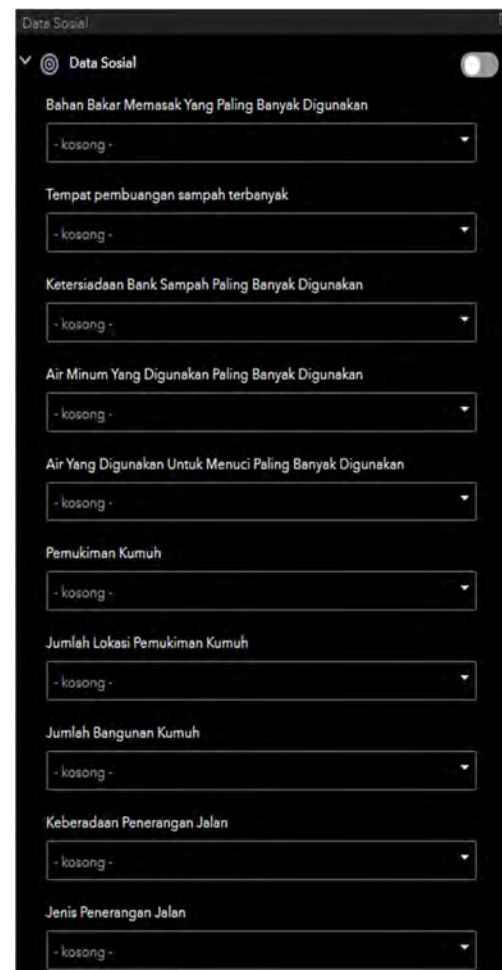 Data Sosial
Data Sosial
Bahan Bakar Memasak Yang Paling Banyak Digunakan
- kosong -
Tempat pembuangan sampah terbanyak
- kosong -
Ketersiadaan Bank Sampah Paling Banyak Digunakan
- kosong -
Air Minum Yang Digunakan Paling Banyak Digunakan
- kosong -
Air Yang Digunakan Untuk Menuci Paling Banyak Digunakan
- kosong -
Pemukiman Kumuh
- kosong -
Jumlah Lokasi Pemukiman Kumuh
- kosong -
Jumlah Bangunan Kumuh
- kosong -
Keberadaan Penerangan Jalan
- kosong -
Jenis Penerangan Jalan
- kosong -